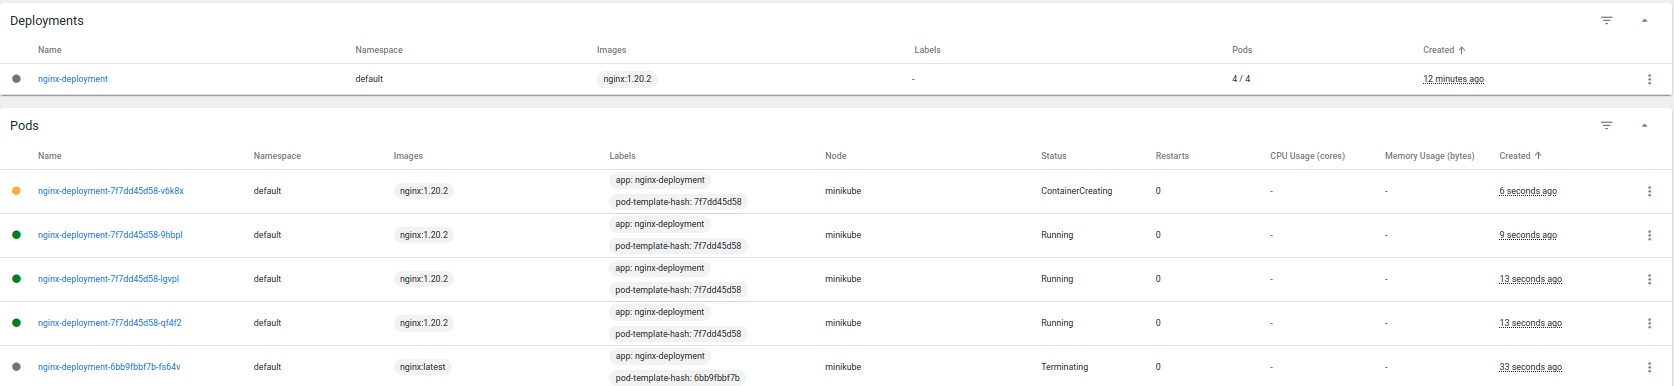 Deployments
Name Namespace Images Labels Pods Created
nginx-deployment default nginx:1.20.2 - 4 / 4 12 minutes ago
Pods
Name Namespace Images Labels Node Status Restarts CPU Usage (cores) Memory Usage (bytes) Created
app: nginx-deployment
nginx-deployment-7f7dd45d58-v6k8x default nginx:1.20.2 minikube ContainerCreating 0 - - 6 seconds ago
pod-template-hash: 7f7dd45d58
app: nginx-deployment
nginx-deployment-7f7dd45d58-9hbpl default nginx:1.20.2 minikube Running 0 - - 9 seconds ago
pod-template-hash: 7f7dd45d58
app: nginx-deployment
nginx-deployment-7f7dd45d58-lgvpl default nginx:1.20.2 minikube Running 0 - - 13 seconds ago
pod-template-hash: 7f7dd45d58
app: nginx-deployment
nginx-deployment-7f7dd45d58-qf4f2 default nginx:1.20.2 minikube Running 0 - - 13 seconds ago
pod-template-hash: 7f7dd45d58
app: nginx-deployment
nginx-deployment-6bb9fbbf7b-fs64v default nginx:latest minikube Terminating 0 - - 33 seconds ago
pod-template-hash: 6bb9fbbf7b